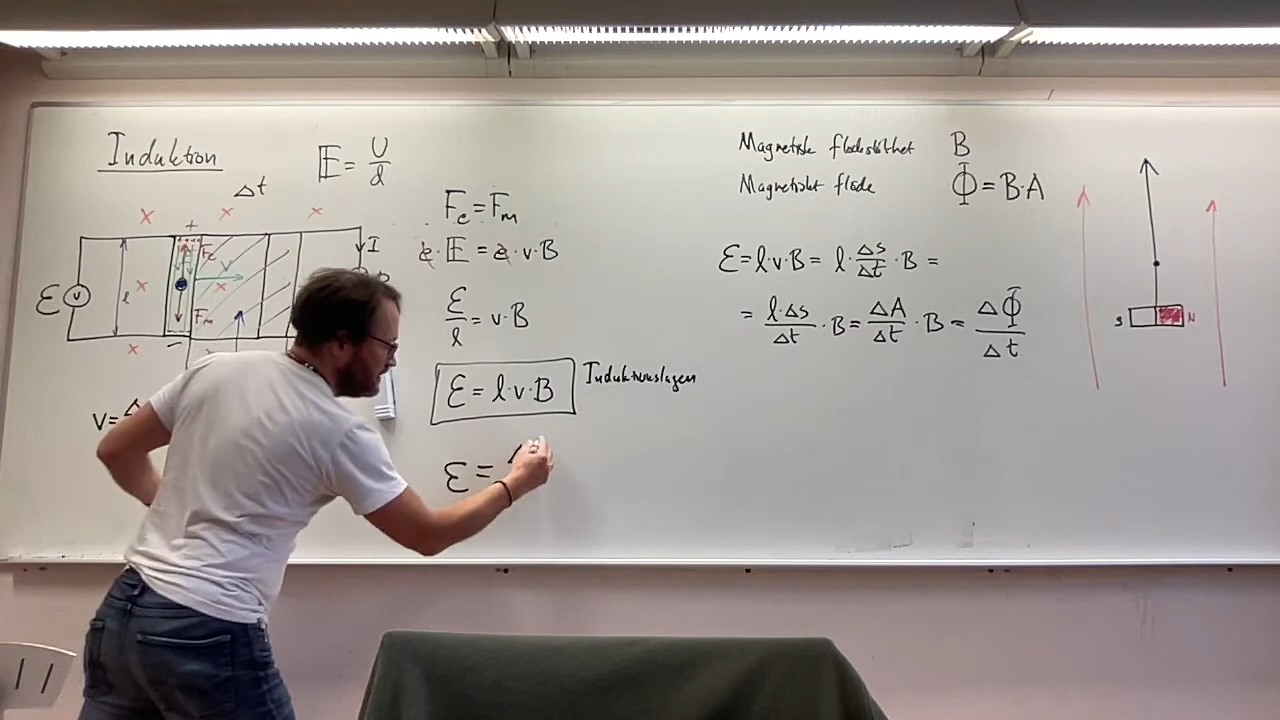 Induktion
E = U/l
Δt
× × ×
+
F_e
I
ε
V
l
×
v
×
F_m
−
×
v =
F_e = F_m
e·E = e·v·B
ε/l = v·B
ε = l·v·B
Induktionslagen
ε =
Magnetisk flödestäthet B
Magnetiskt flöde Φ = B·A
ε = l·v·B = l·Δs/Δt·B =
= l·Δs/Δt·B = ΔA/Δt·B = ΔΦ/Δt
S N